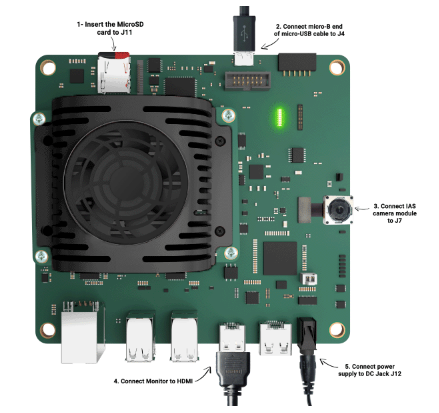 1- Insert the MicroSD
card to J11
2. Connect micro-B end
of micro-USB cable to J4
3. Connect IAS
camera module
to J7
4. Connect Monitor to HDMI
5. Connect power
supply to DC Jack J12